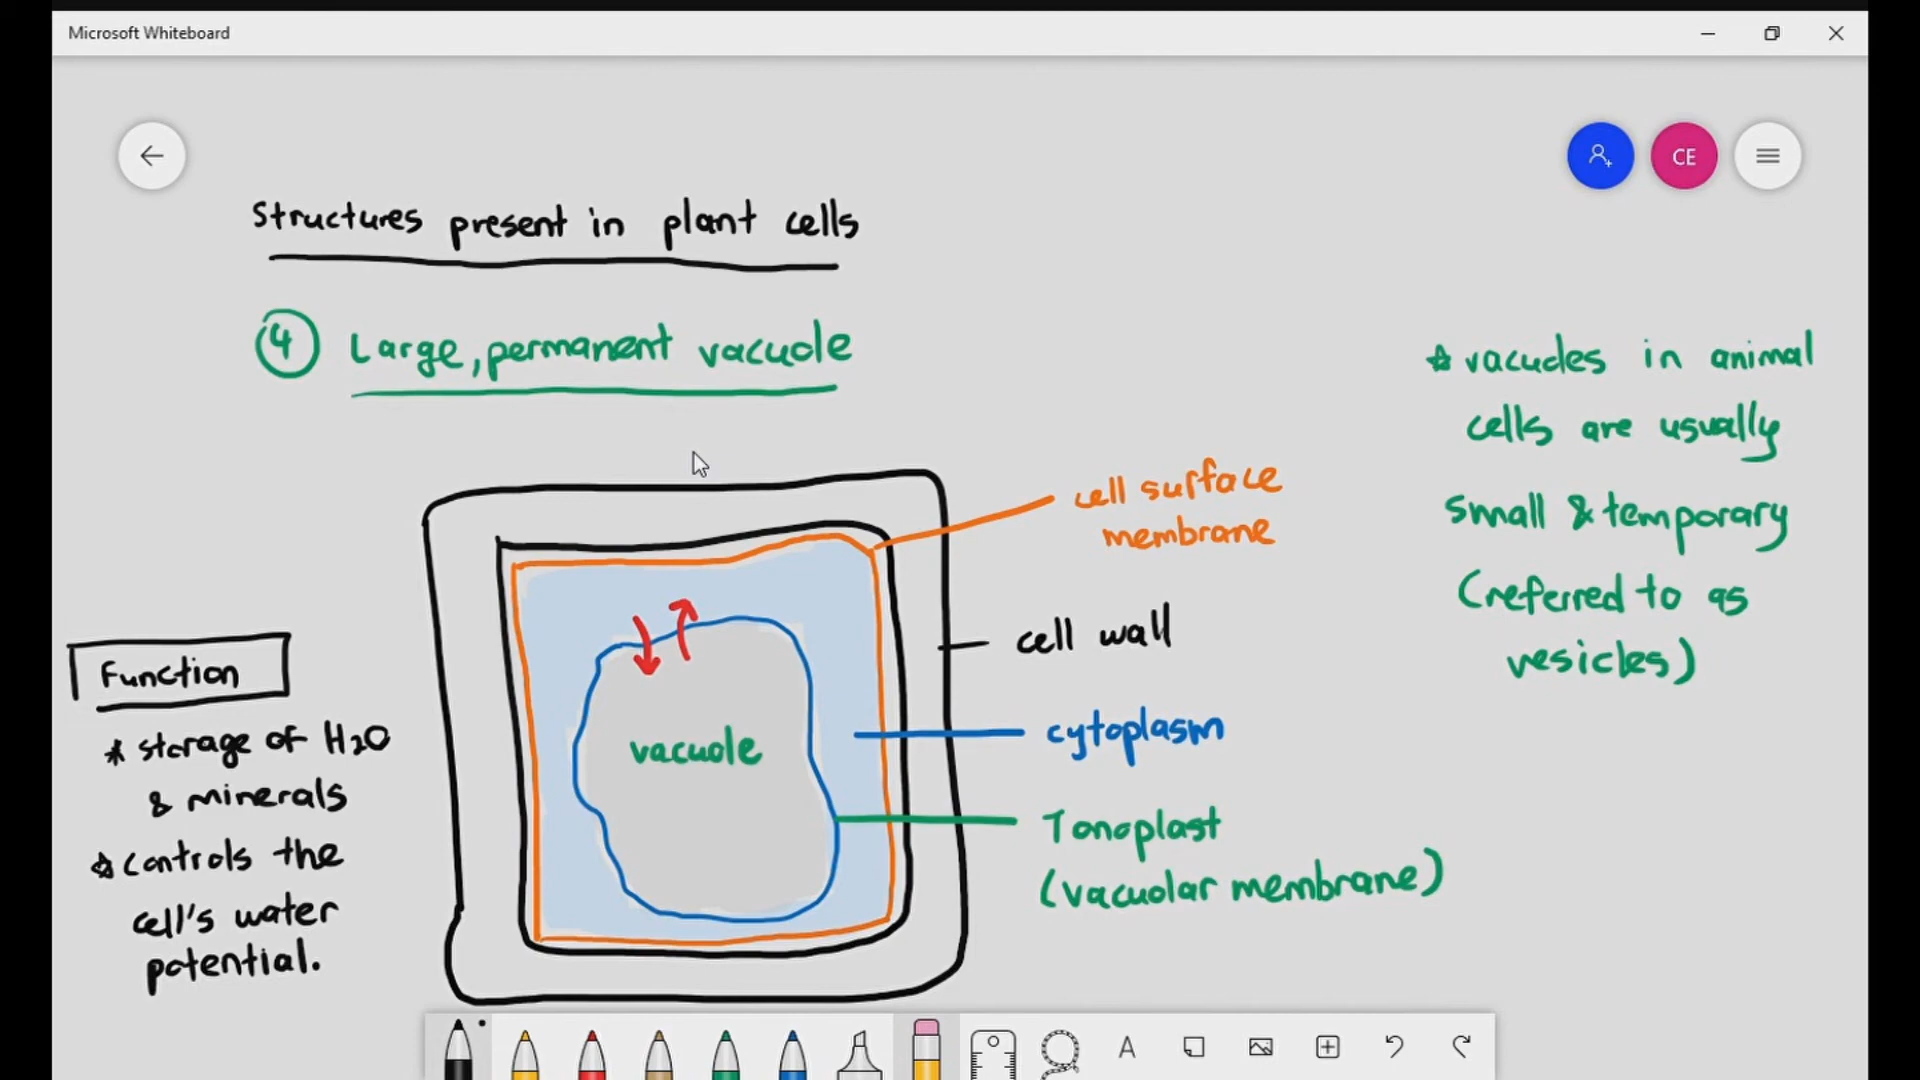 Microsoft Whiteboard
CE
Structures present in plant cells
4 Large, permanent vacuole
* vacuoles in animal
cells are usually
small & temporary
(referred to as
vesicles)
cell surface
membrane
cell wall
cytoplasm
Tonoplast
(vacuolar membrane)
vacuole
Function
* storage of H2O
& minerals
* controls the
cell's water
potential.
A